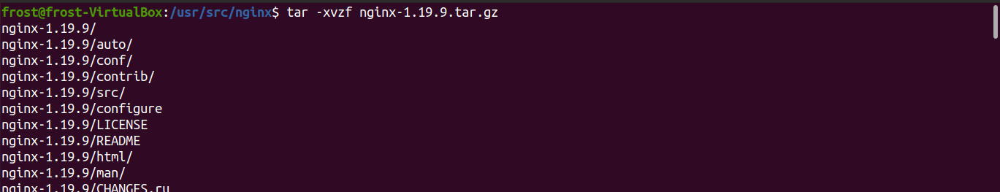 frost@frost-VirtualBox:/usr/src/nginx$ tar -xvzf nginx-1.19.9.tar.gz
nginx-1.19.9/
nginx-1.19.9/auto/
nginx-1.19.9/conf/
nginx-1.19.9/contrib/
nginx-1.19.9/src/
nginx-1.19.9/configure
nginx-1.19.9/LICENSE
nginx-1.19.9/README
nginx-1.19.9/html/
nginx-1.19.9/man/
nginx-1.19.9/CHANGES.ru